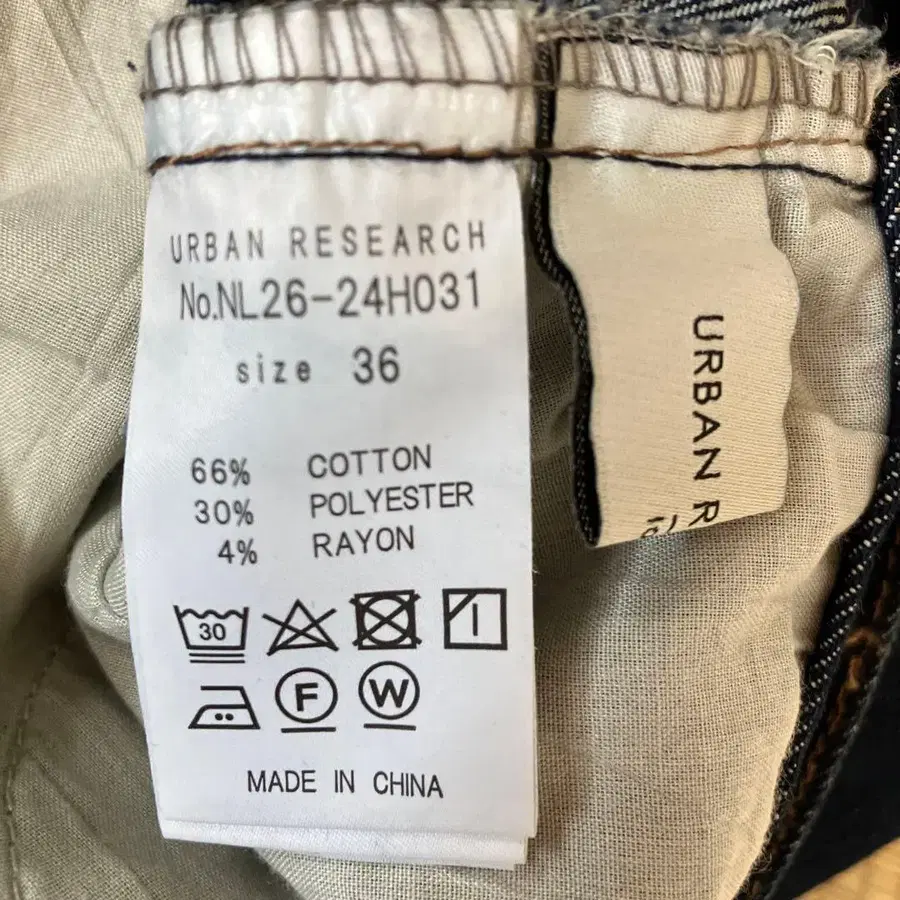 URBAN RESEARCH
No.NL26-24H031
size 36
66% COTTON
30% POLYESTER
4% RAYON
30
F W
MADE IN CHINA
URBAN R